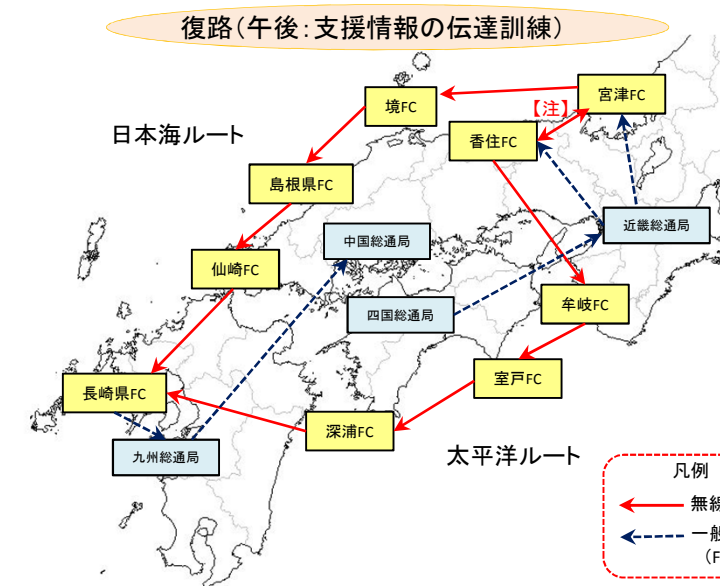 復路（午後：支援情報の伝達訓練）
宮津FC
境FC
【注】
日本海ルート
香住FC
島根県FC
近畿総通局
中国総通局
仙崎FC
牟岐FC
四国総通局
室戸FC
長崎県FC
深浦FC
九州総通局
太平洋ルート
凡例
無線
一般
（F